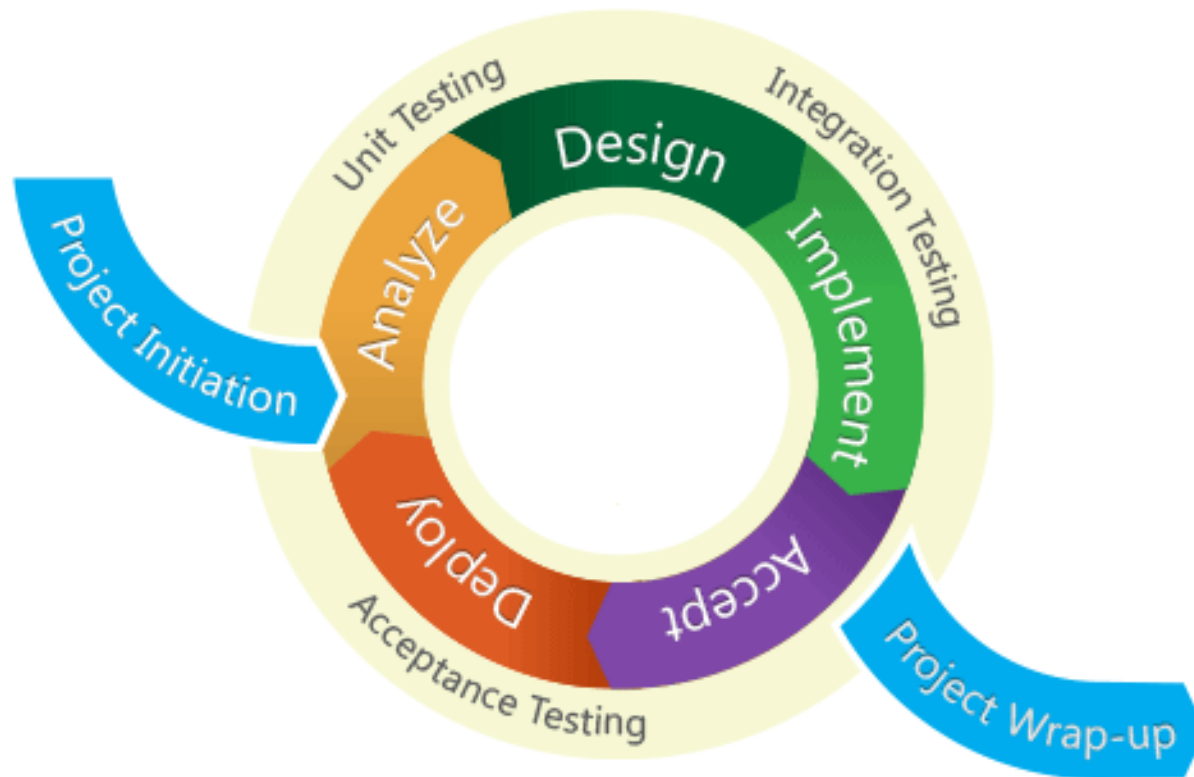 Unit Testing
Integration Testing
Design
Project Initiation
Analyze
Implement
Deploy
Accept
Acceptance Testing
Project Wrap-up